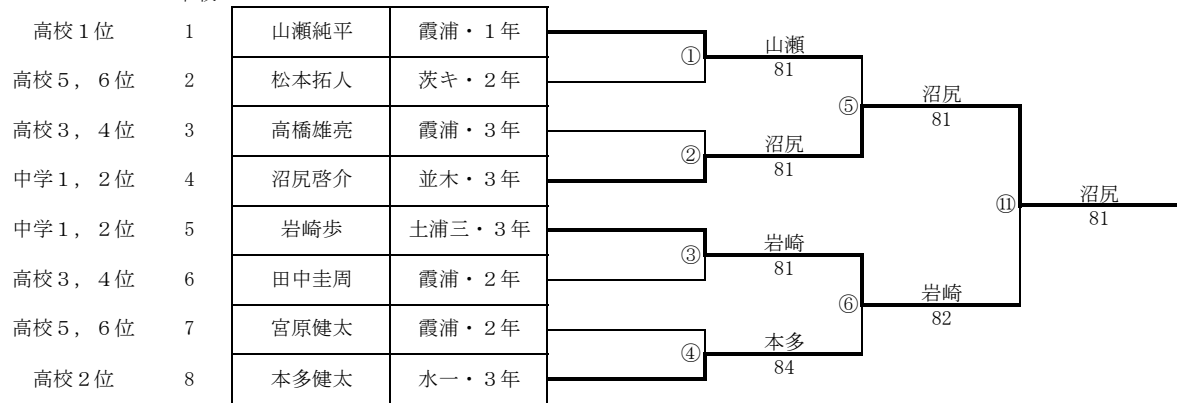 高校１位 1 山瀬純平 霞浦・１年
① 山瀬
81
高校５，６位 2 松本拓人 茨キ・２年
⑤ 沼尻
81
高校３，４位 3 高橋雄亮 霞浦・３年
② 沼尻
81
中学１，２位 4 沼尻啓介 並木・３年
⑪ 沼尻
81
中学１，２位 5 岩崎歩 土浦三・３年
③ 岩崎
81
高校３，４位 6 田中圭周 霞浦・２年
⑥ 岩崎
82
高校５，６位 7 宮原健太 霞浦・２年
④ 本多
84
高校２位 8 本多健太 水一・３年